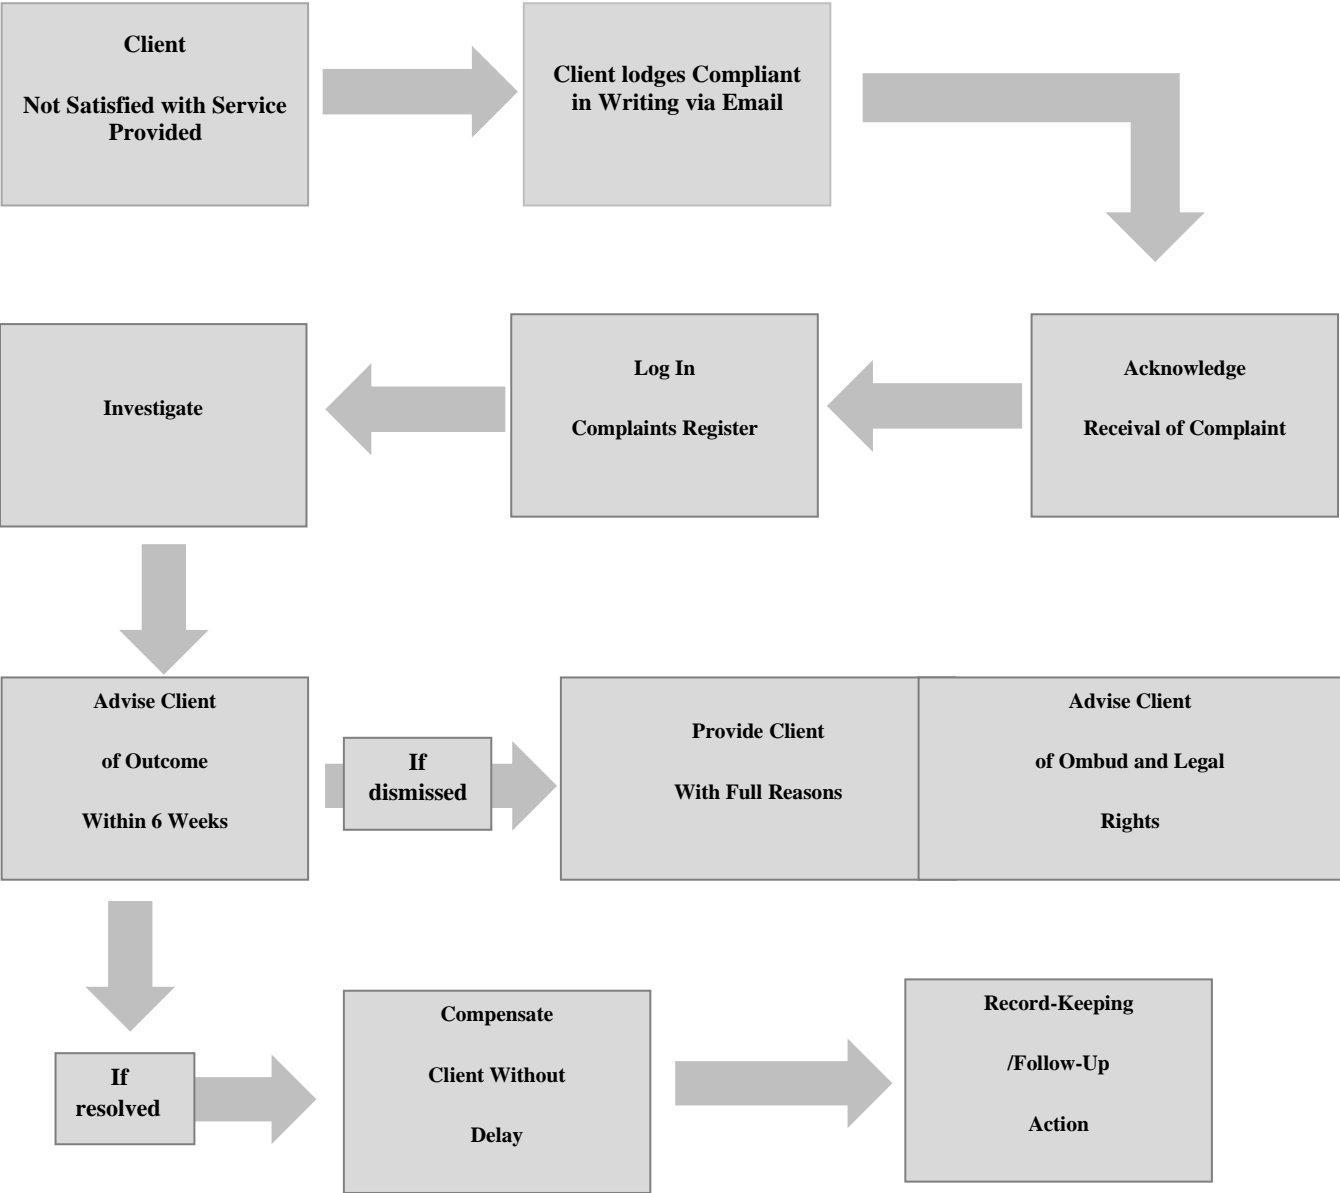 Client
Not Satisfied with Service
Provided
Client lodges Compliant
in Writing via Email
Acknowledge
Receival of Complaint
Log In
Complaints Register
Investigate
Advise Client
of Outcome
Within 6 Weeks
If
dismissed
Provide Client
With Full Reasons
Advise Client
of Ombud and Legal
Rights
If
resolved
Compensate
Client Without
Delay
Record-Keeping
/Follow-Up
Action